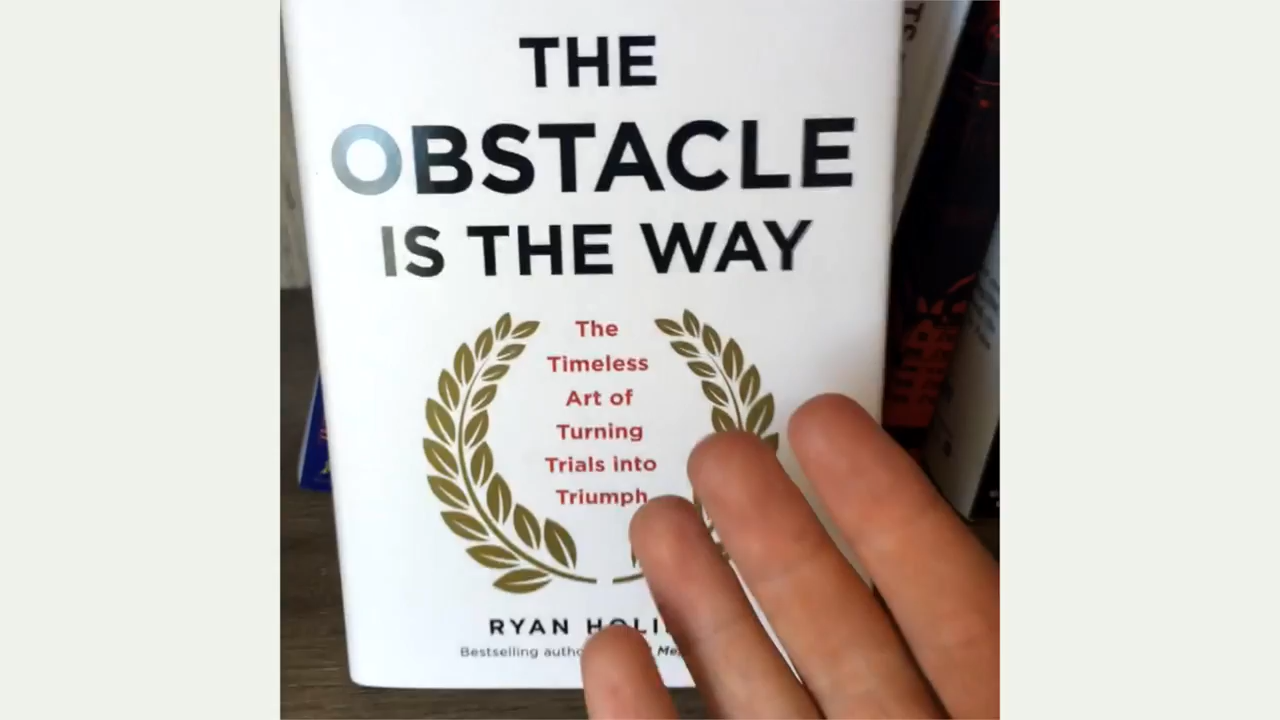 THE
OBSTACLE
IS THE WAY
The
Timeless
Art of
Turning
Trials into
Triumph
RYAN
Bestselling